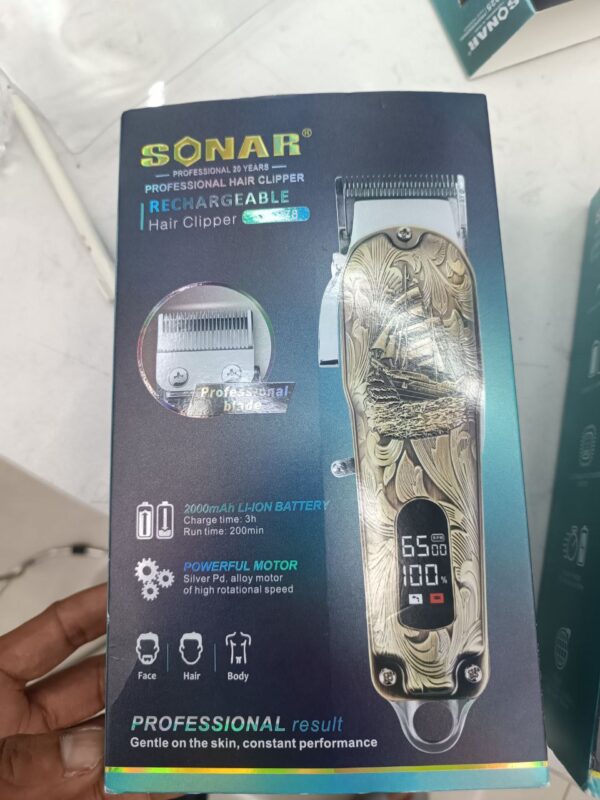 SONAR®
PROFESSIONAL 20 YEARS
PROFESSIONAL HAIR CLIPPER
RECHARGEABLE
Hair Clipper
Professional
blade
2000mAh LI-ION BATTERY
Charge time: 3h
Run time: 200min
POWERFUL MOTOR
Silver Pd. alloy motor
of high rotational speed
Face Hair Body
PROFESSIONAL result
Gentle on the skin, constant performance
6500 RPM
100%
SONAR